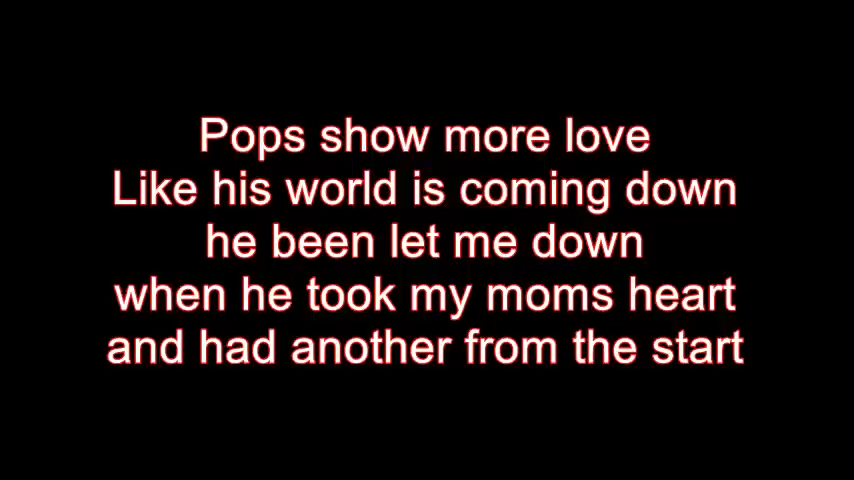 Pops show more love
Like his world is coming down
he been let me down
when he took my moms heart
and had another from the start